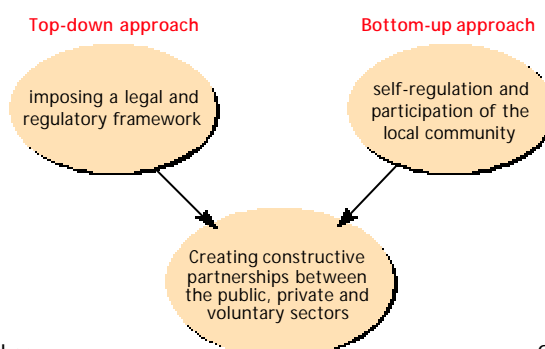 Top-down approach
Bottom-up approach
imposing a legal and
regulatory framework
self-regulation and
participation of the
local community
Creating constructive
partnerships between
the public, private and
voluntary sectors